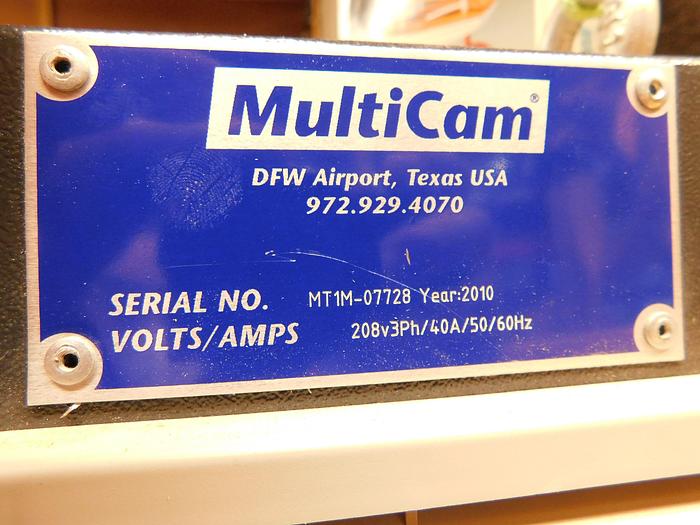 MultiCam®
DFW Airport, Texas USA
972.929.4070
SERIAL NO. MT1M-07728 Year:2010
VOLTS/AMPS 208v3Ph/40A/50/60Hz